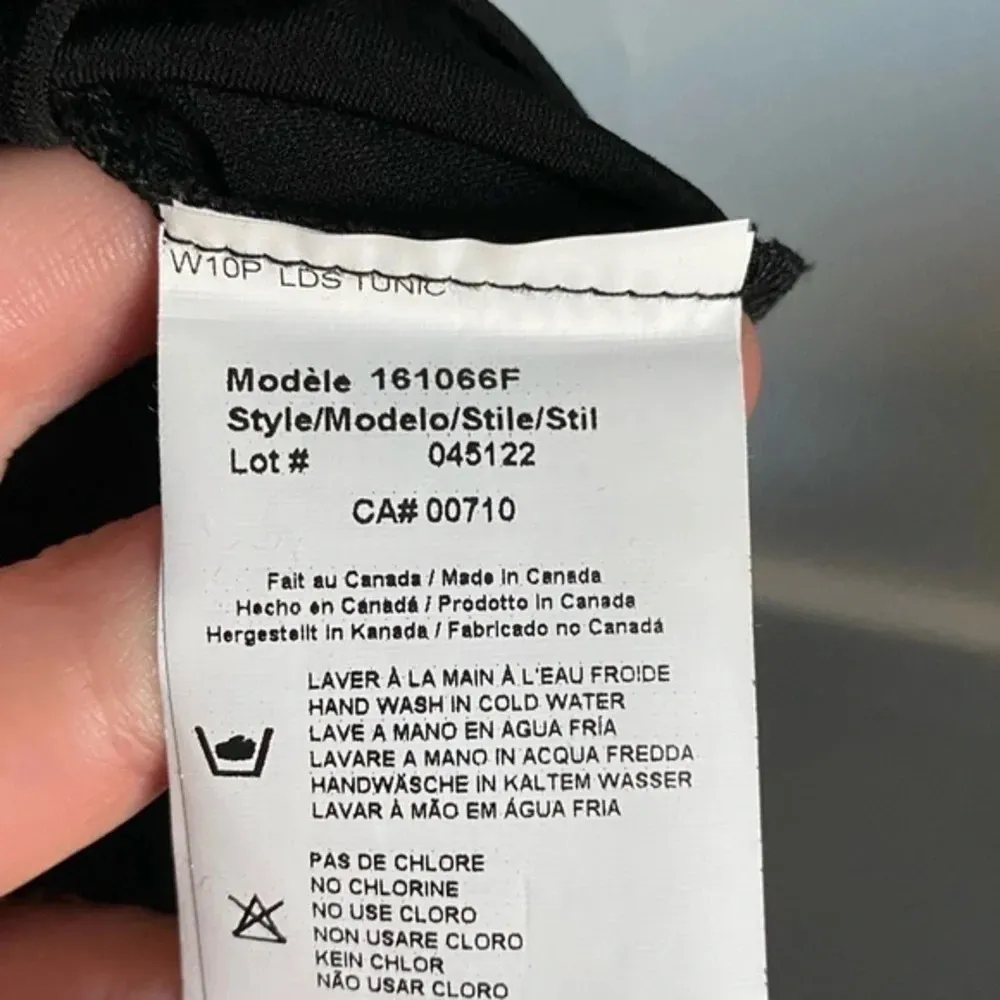 W10P LDS TUNIC
Modèle 161066F
Style/Modelo/Stile/Stil
Lot # 045122
CA# 00710
Fait au Canada / Made in Canada
Hecho en Canadá / Prodotto in Canada
Hergestellt in Kanada / Fabricado no Canadá
LAVER À LA MAIN À L'EAU FROIDE
HAND WASH IN COLD WATER
LAVE A MANO EN AGUA FRÍA
LAVARE A MANO IN ACQUA FREDDA
HANDWÄSCHE IN KALTEM WASSER
LAVAR À MÃO EM ÁGUA FRIA
PAS DE CHLORE
NO CHLORINE
NO USE CLORO
NON USARE CLORO
KEIN CHLOR
NÃO USAR CLORO